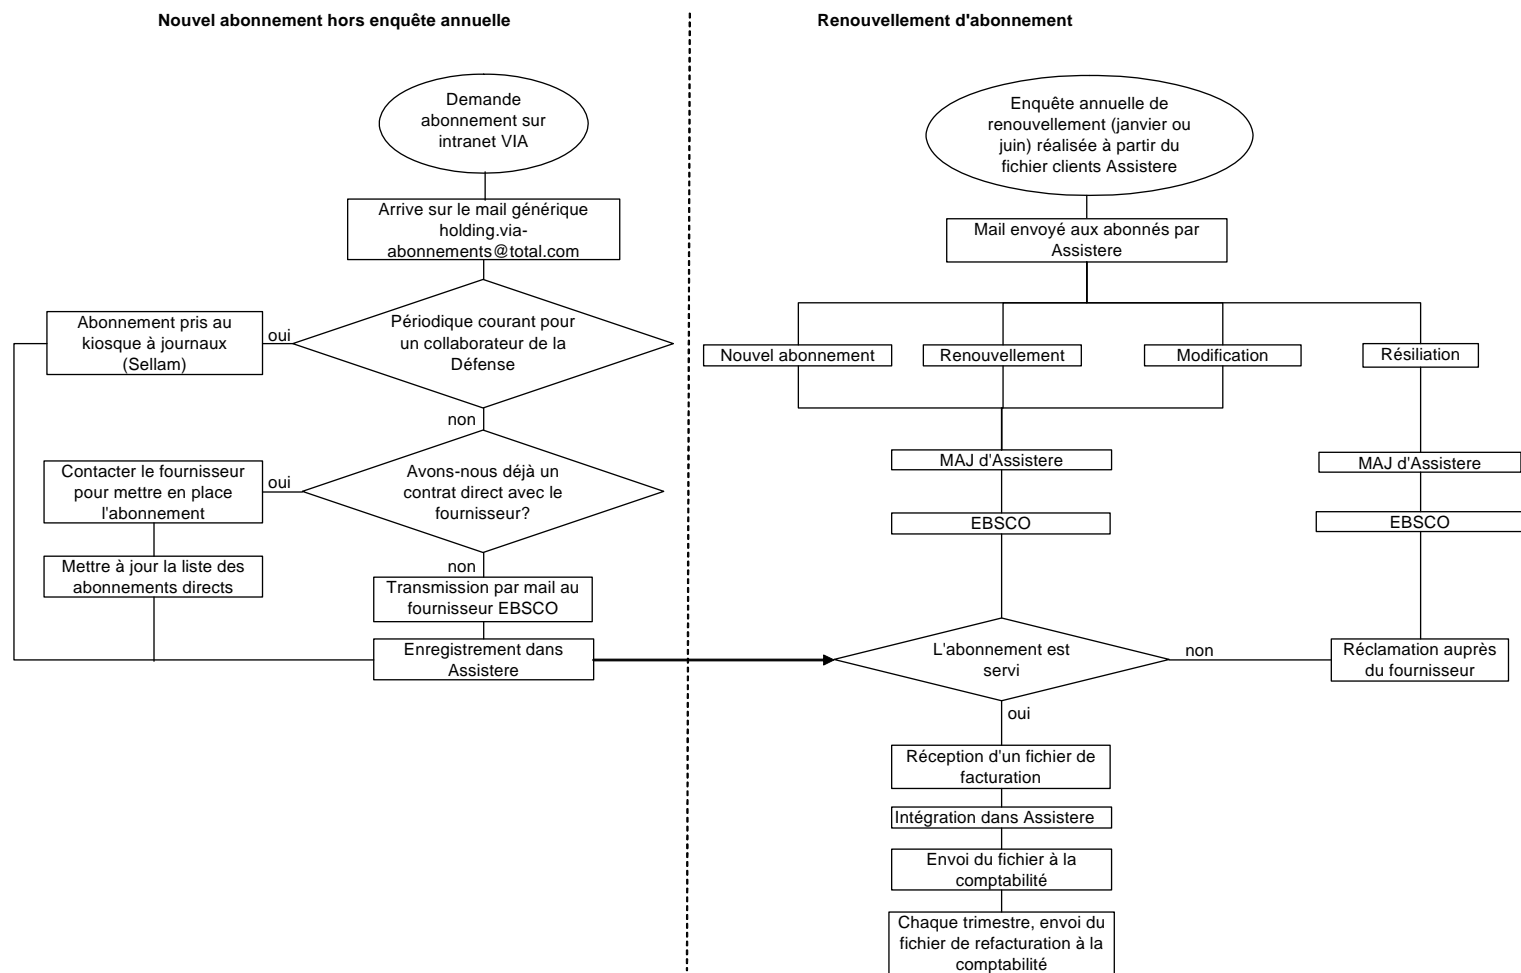 Nouvel abonnement hors enquête annuelle
Demande
abonnement sur
intranet VIA
Arrive sur le mail générique
holding.via-
abonnements@total.com
Périodique courant pour
un collaborateur de la
Défense
oui
Abonnement pris au
kiosque à journaux
(Sellam)
non
Avons-nous déjà un
contrat direct avec le
fournisseur?
oui
Contacter le fournisseur
pour mettre en place
l'abonnement
Mettre à jour la liste des
abonnements directs
non
Transmission par mail au
fournisseur EBSCO
Enregistrement dans
Assistere
Renouvellement d'abonnement
Enquête annuelle de
renouvellement (janvier ou
juin) réalisée à partir du
fichier clients Assistere
Mail envoyé aux abonnés par
Assistere
Nouvel abonnement
Renouvellement
Modification
Résiliation
MAJ d'Assistere
MAJ d'Assistere
EBSCO
EBSCO
L'abonnement est
servi
non
Réclamation auprès
du fournisseur
oui
Réception d'un fichier de
facturation
Intégration dans Assistere
Envoi du fichier à la
comptabilité
Chaque trimestre, envoi du
fichier de refacturation à la
comptabilité